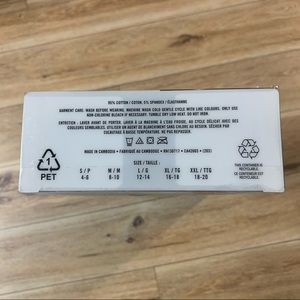 95% COTTON / COTON, 5% SPANDEX / ÉLASTHANNE
GARMENT CARE: WASH BEFORE WEARING. MACHINE WASH COLD GENTLE CYCLE WITH LIKE COLOURS. ONLY USE
NON-CHLORINE BLEACH IF NECESSARY. TUMBLE DRY LOW HEAT. DO NOT IRON.
ENTRETIEN : LAVER AVANT DE PORTER. LAVER À LA MACHINE À L'EAU FROIDE, AU CYCLE DÉLICAT AVEC DES
COULEURS SEMBLABLES. UTILISER UN AGENT DE BLANCHIMENT SANS CHLORE AU BESOIN. SÉCHER PAR
CULBUTAGE À BASSE TEMPÉRATURE. NE PAS REPASSER.
MADE IN CAMBODIA • FABRIQUÉ AU CAMBODGE •
SIZE / TAILLE :
S / P M / M L / G XL / TG XXL / TTG
4-6 8-10 12-14 16-18 18-20
1
PET
THIS CONTAINER IS
RECYCLABLE
CE CONTENEUR EST
RECYCLABLE